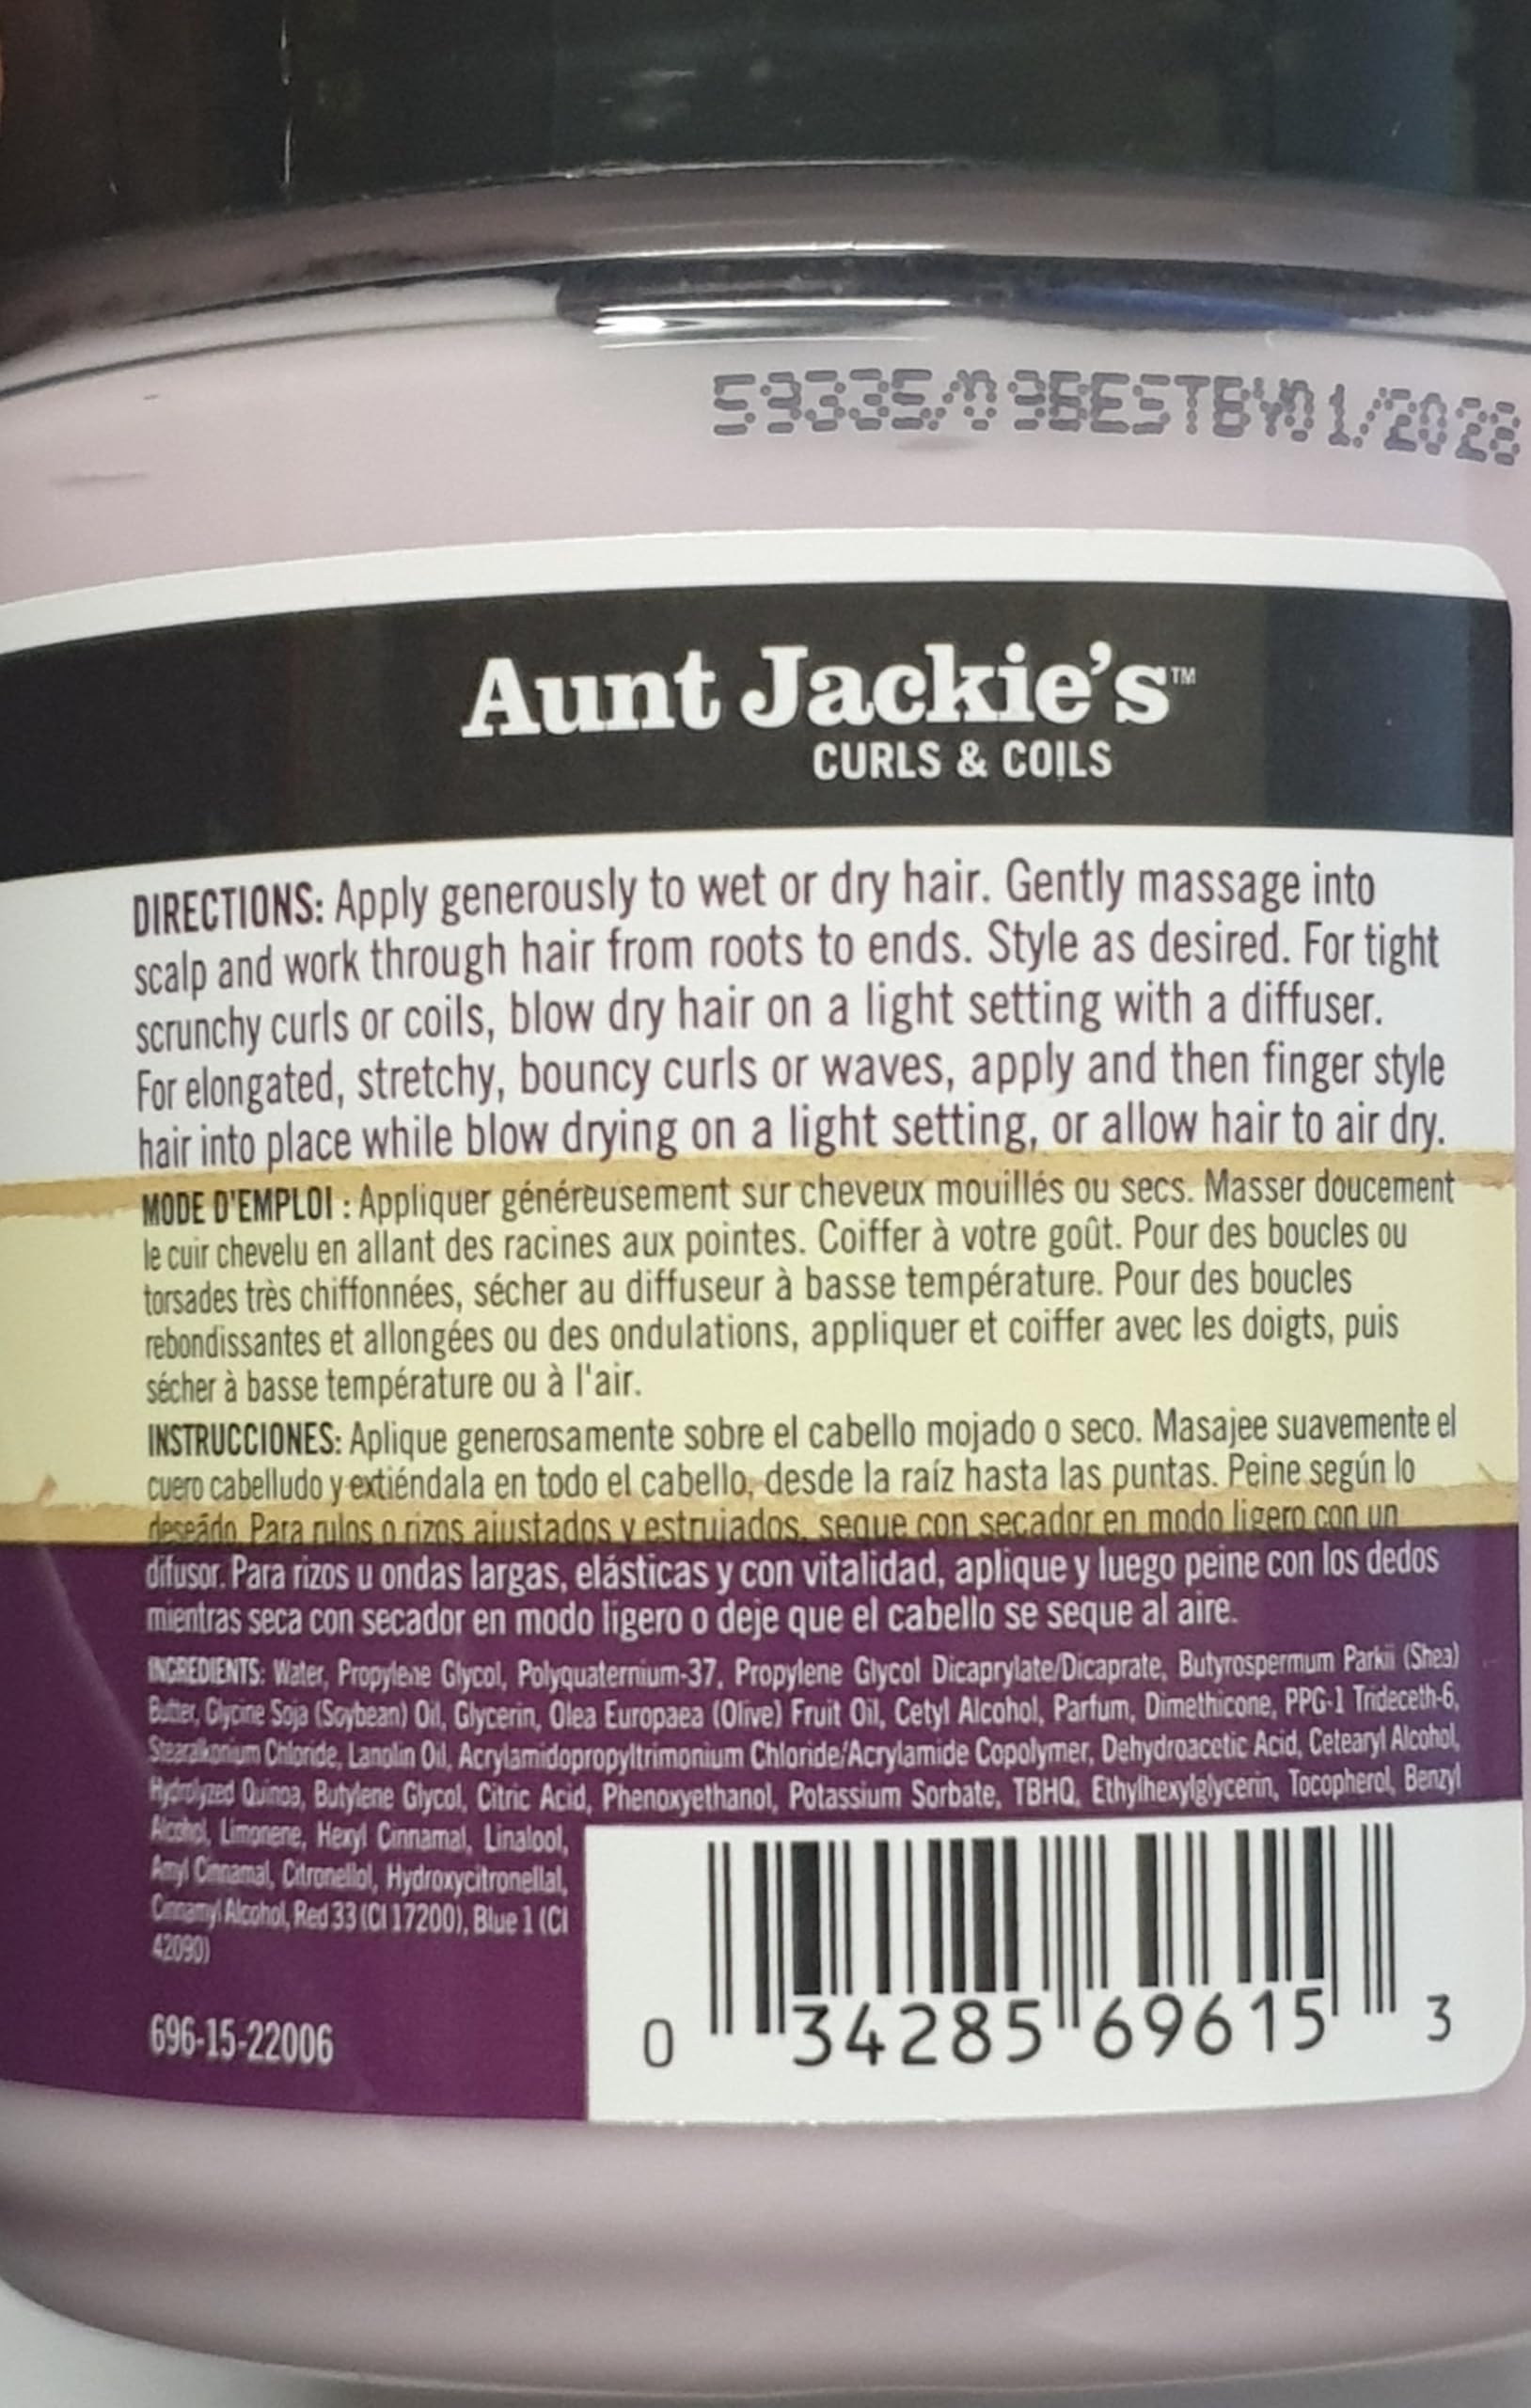 59335/09BESTBY01/2028
Aunt Jackie's™
CURLS & COILS
DIRECTIONS: Apply generously to wet or dry hair. Gently massage into
scalp and work through hair from roots to ends. Style as desired. For tight
scrunchy curls or coils, blow dry hair on a light setting with a diffuser.
For elongated, stretchy, bouncy curls or waves, apply and then finger style
hair into place while blow drying on a light setting, or allow hair to air dry.
MODE D'EMPLOI : Appliquer généreusement sur cheveux mouillés ou secs. Masser doucement
le cuir chevelu en allant des racines aux pointes. Coiffer à votre goût. Pour des boucles ou
torsades très chiffonnées, sécher au diffuseur à basse température. Pour des boucles
rebondissantes et allongées ou des ondulations, appliquer et coiffer avec les doigts, puis
sécher à basse température ou à l'air.
INSTRUCCIONES: Aplique generosamente sobre el cabello mojado o seco. Masajee suavemente el
cuero cabelludo y extiéndala en todo el cabello, desde la raíz hasta las puntas. Peine según lo
deseádo. Para rulos o rizos ajustados y estrujados, seque con secador en modo ligero con un
difusor. Para rizos u ondas largas, elásticas y con vitalidad, aplique y luego peine con los dedos
mientras seca con secador en modo ligero o deje que el cabello se seque al aire.
INGREDIENTS: Water, Propylene Glycol, Polyquaternium-37, Propylene Glycol Dicaprylate/Dicaprate, Butyrospermum Parkii (Shea)
Butter, Glycine Soja (Soybean) Oil, Glycerin, Olea Europaea (Olive) Fruit Oil, Cetyl Alcohol, Parfum, Dimethicone, PPG-1 Trideceth-6,
Stearalkonium Chloride, Lanolin Oil, Acrylamidopropyltrimonium Chloride/Acrylamide Copolymer, Dehydroacetic Acid, Cetearyl Alcohol,
Hydrolyzed Quinoa, Butylene Glycol, Citric Acid, Phenoxyethanol, Potassium Sorbate, TBHQ, Ethylhexylglycerin, Tocopherol, Benzyl
Alcohol, Limonene, Hexyl Cinnamal, Linalool,
Amyl Cinnamal, Citronellol, Hydroxycitronellal,
Cinnamyl Alcohol, Red 33 (CI 17200), Blue 1 (CI
42090)
696-15-22006
0 34285 69615 3